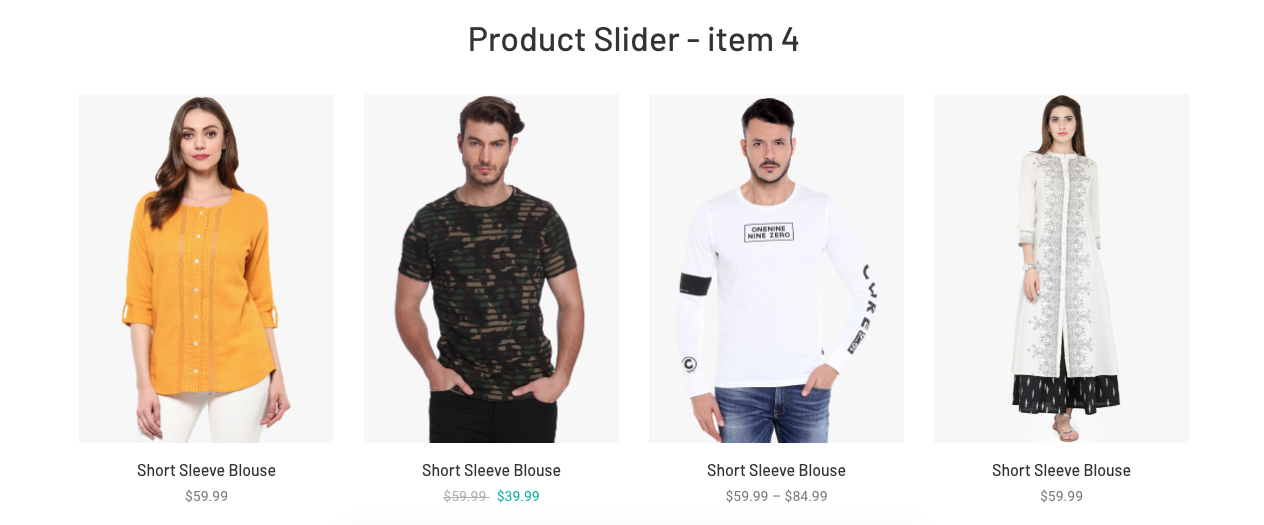 Product Slider - item 4
ONENINE
NINE ZERO
C
Short Sleeve Blouse
$59.99
Short Sleeve Blouse
$59.99 $39.99
Short Sleeve Blouse
$59.99 – $84.99
Short Sleeve Blouse
$59.99